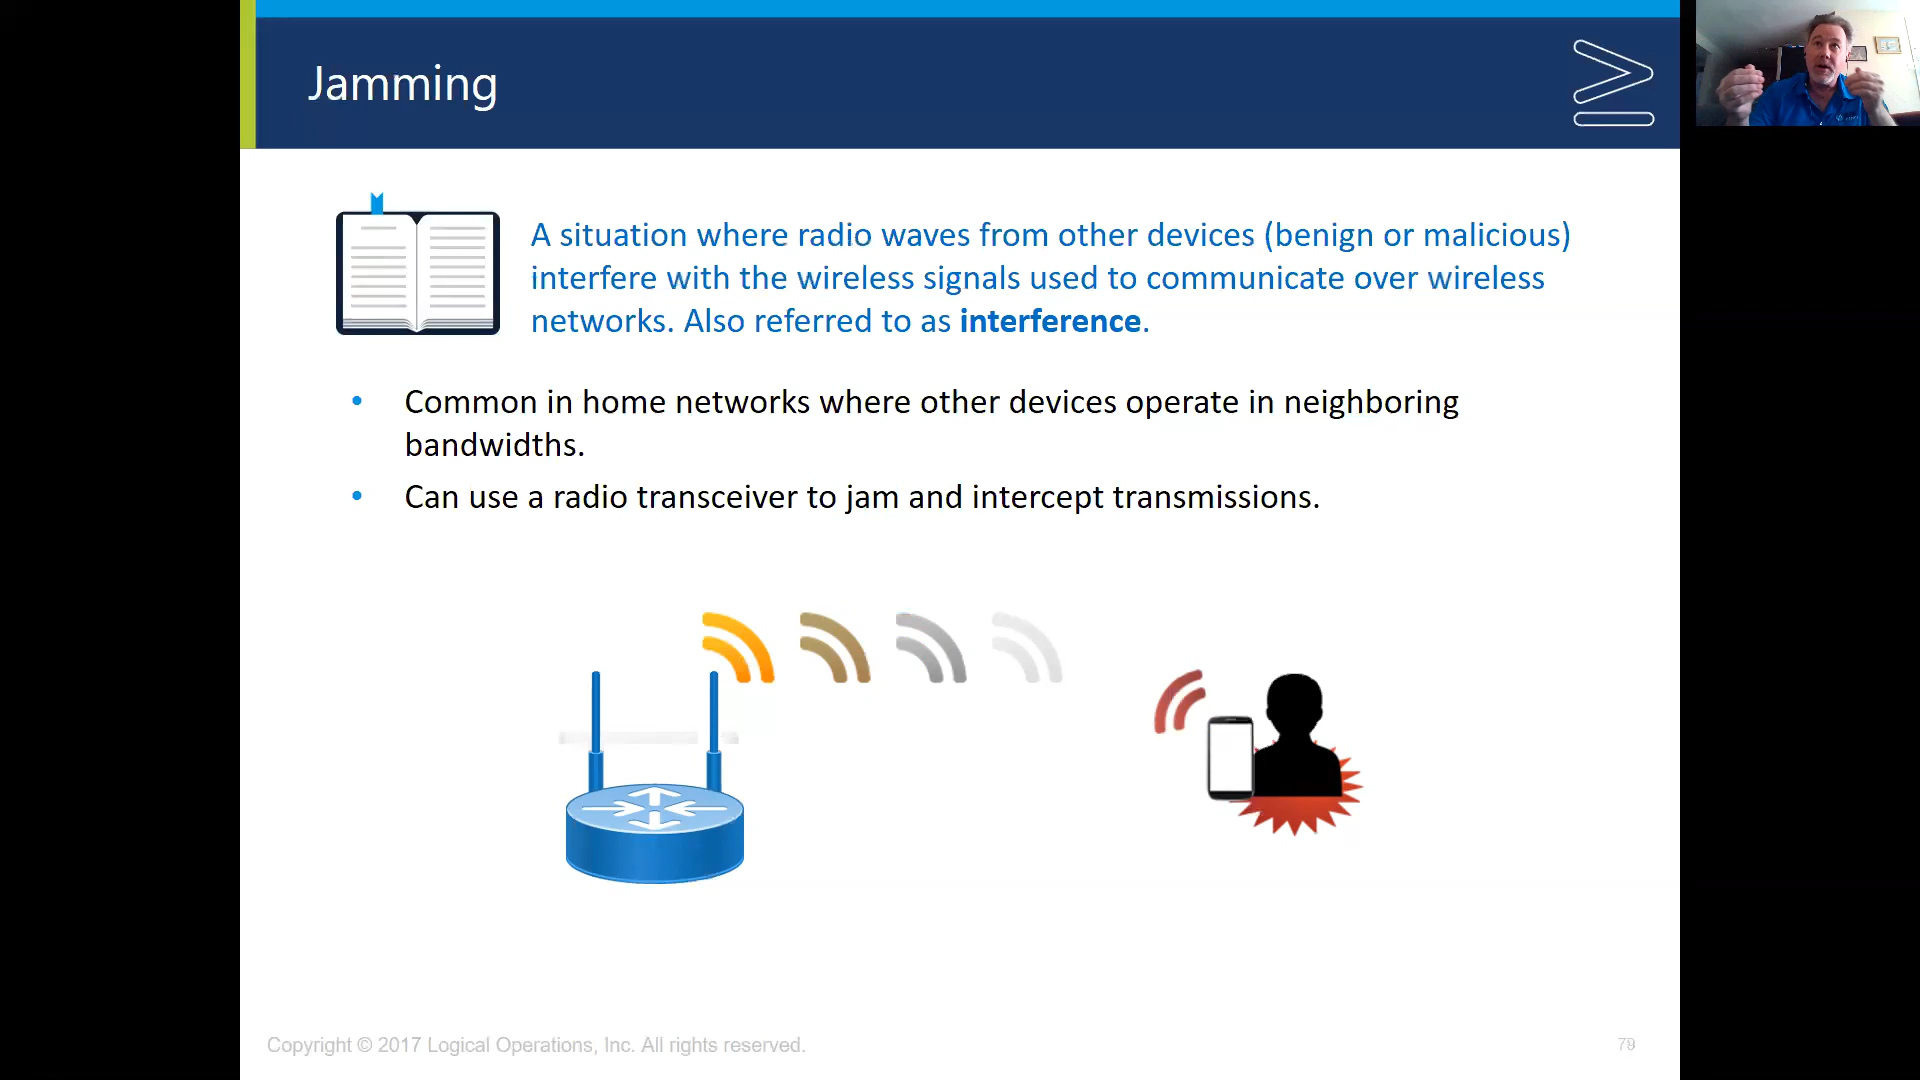 Jamming
A situation where radio waves from other devices (benign or malicious)
interfere with the wireless signals used to communicate over wireless
networks. Also referred to as interference.
• Common in home networks where other devices operate in neighboring
bandwidths.
• Can use a radio transceiver to jam and intercept transmissions.
Copyright © 2017 Logical Operations, Inc. All rights reserved.